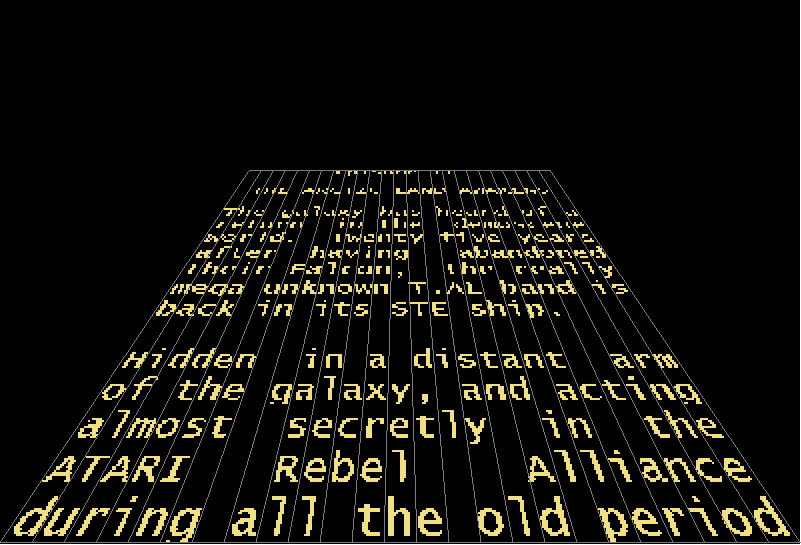 The galaxy has heard of a
return in the demoscene
world. Twenty five years
after having abandoned
their Falcon, the really
mega unknown T.AL band is
back in its STE ship.
Hidden in a distant arm
of the galaxy, and acting
almost secretly in the
ATARI Rebel Alliance
during all the old period